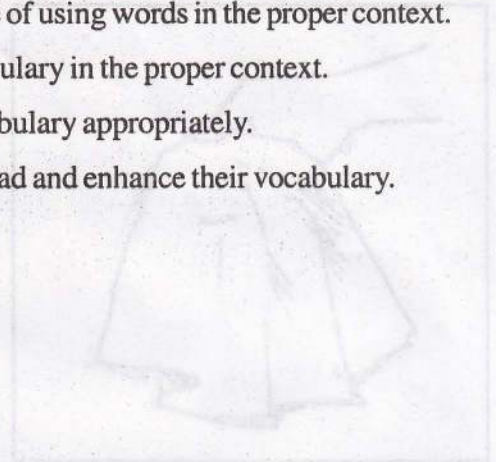 of using words in the proper context.
ulary in the proper context.
bulary appropriately.
ad and enhance their vocabulary.